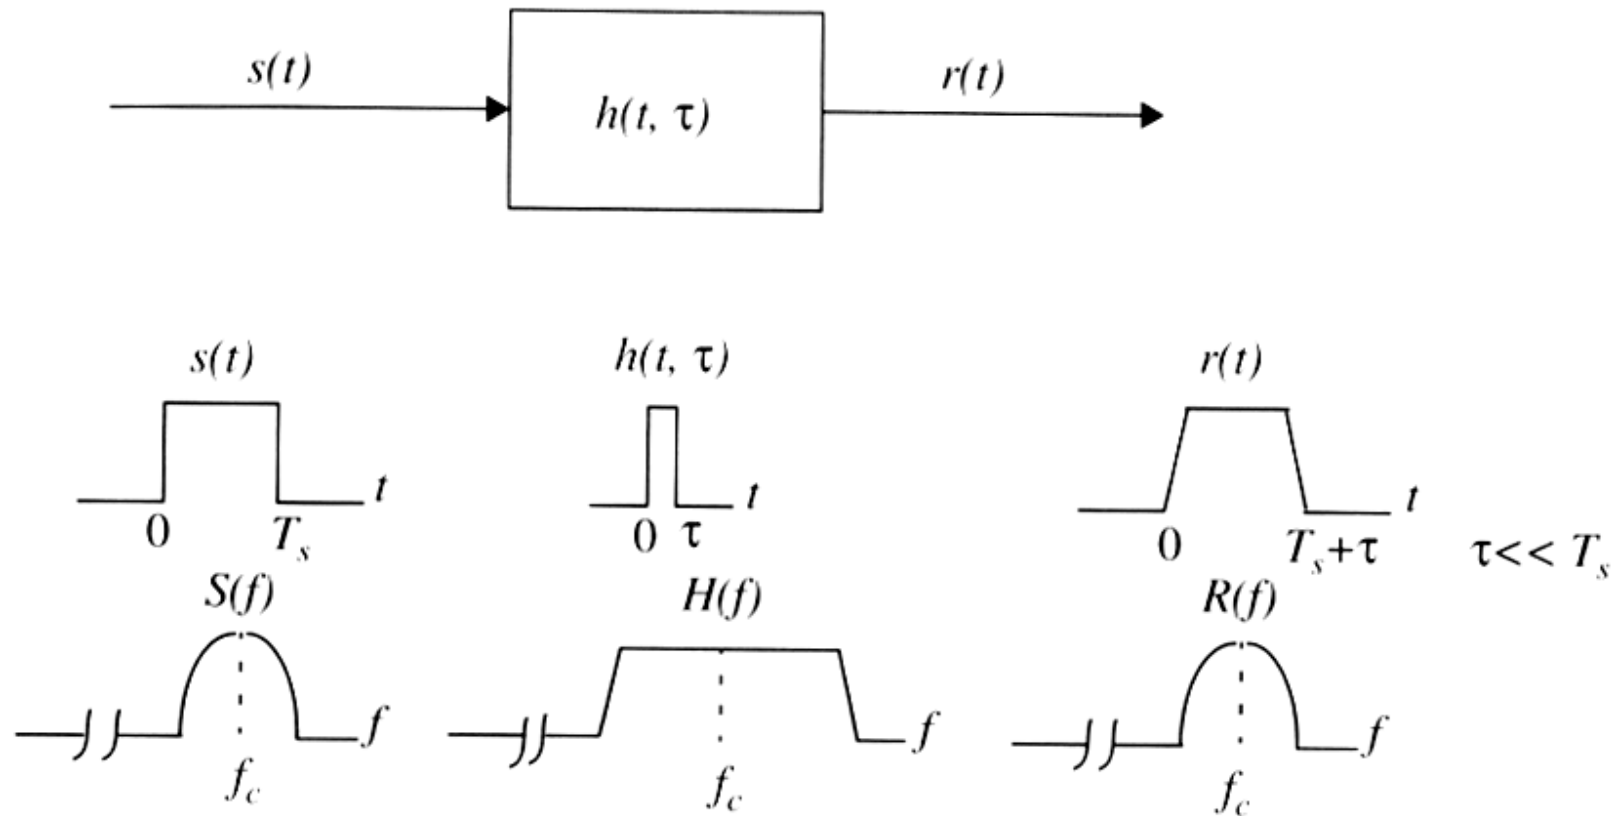 s(t)
h(t, τ)
r(t)
s(t)
h(t, τ)
r(t)
t
t
t
0 T_s
0 τ
0 T_s+τ
τ<< T_s
S(f)
H(f)
R(f)
f
f
f
f_c
f_c
f_c